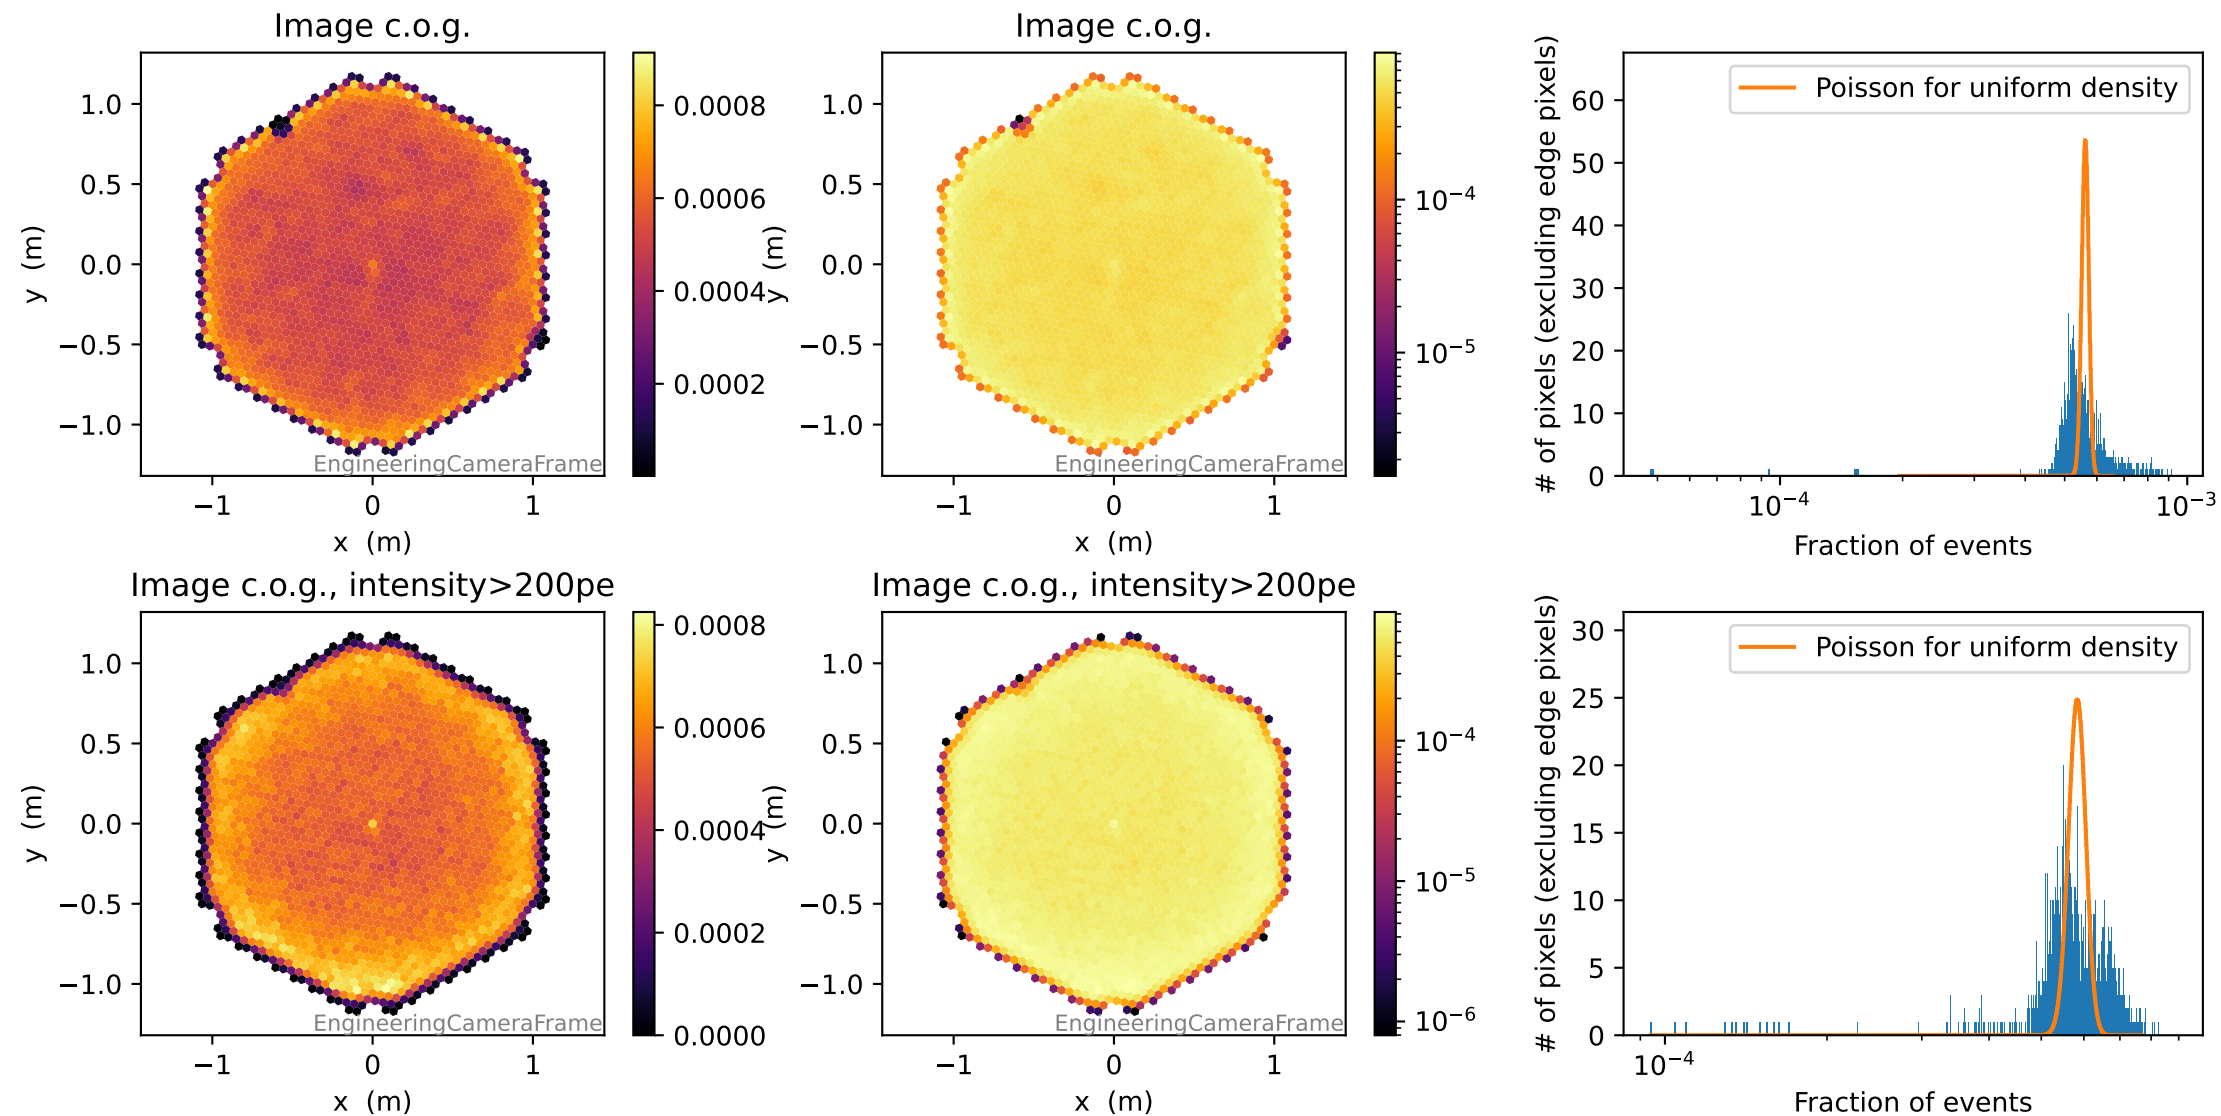 Image c.o.g.
1.0
0.5
0.0
−0.5
−1.0
y (m)
−1
0
1
x (m)
EngineeringCameraFrame
0.0008
0.0006
0.0004
0.0002
Image c.o.g.
1.0
0.5
0.0
−0.5
−1.0
y (m)
−1
0
1
x (m)
EngineeringCameraFrame
10⁻⁴
10⁻⁵
Poisson for uniform density
60
50
40
30
20
10
0
# of pixels (excluding edge pixels)
10⁻⁴
10⁻³
Fraction of events
Image c.o.g., intensity>200pe
1.0
0.5
0.0
−0.5
−1.0
y (m)
−1
0
1
x (m)
EngineeringCameraFrame
0.0008
0.0006
0.0004
0.0002
0.0000
Image c.o.g., intensity>200pe
1.0
0.5
0.0
−0.5
−1.0
y (m)
−1
0
1
x (m)
EngineeringCameraFrame
10⁻⁴
10⁻⁵
10⁻⁶
Poisson for uniform density
30
25
20
15
10
5
0
# of pixels (excluding edge pixels)
10⁻⁴
Fraction of events